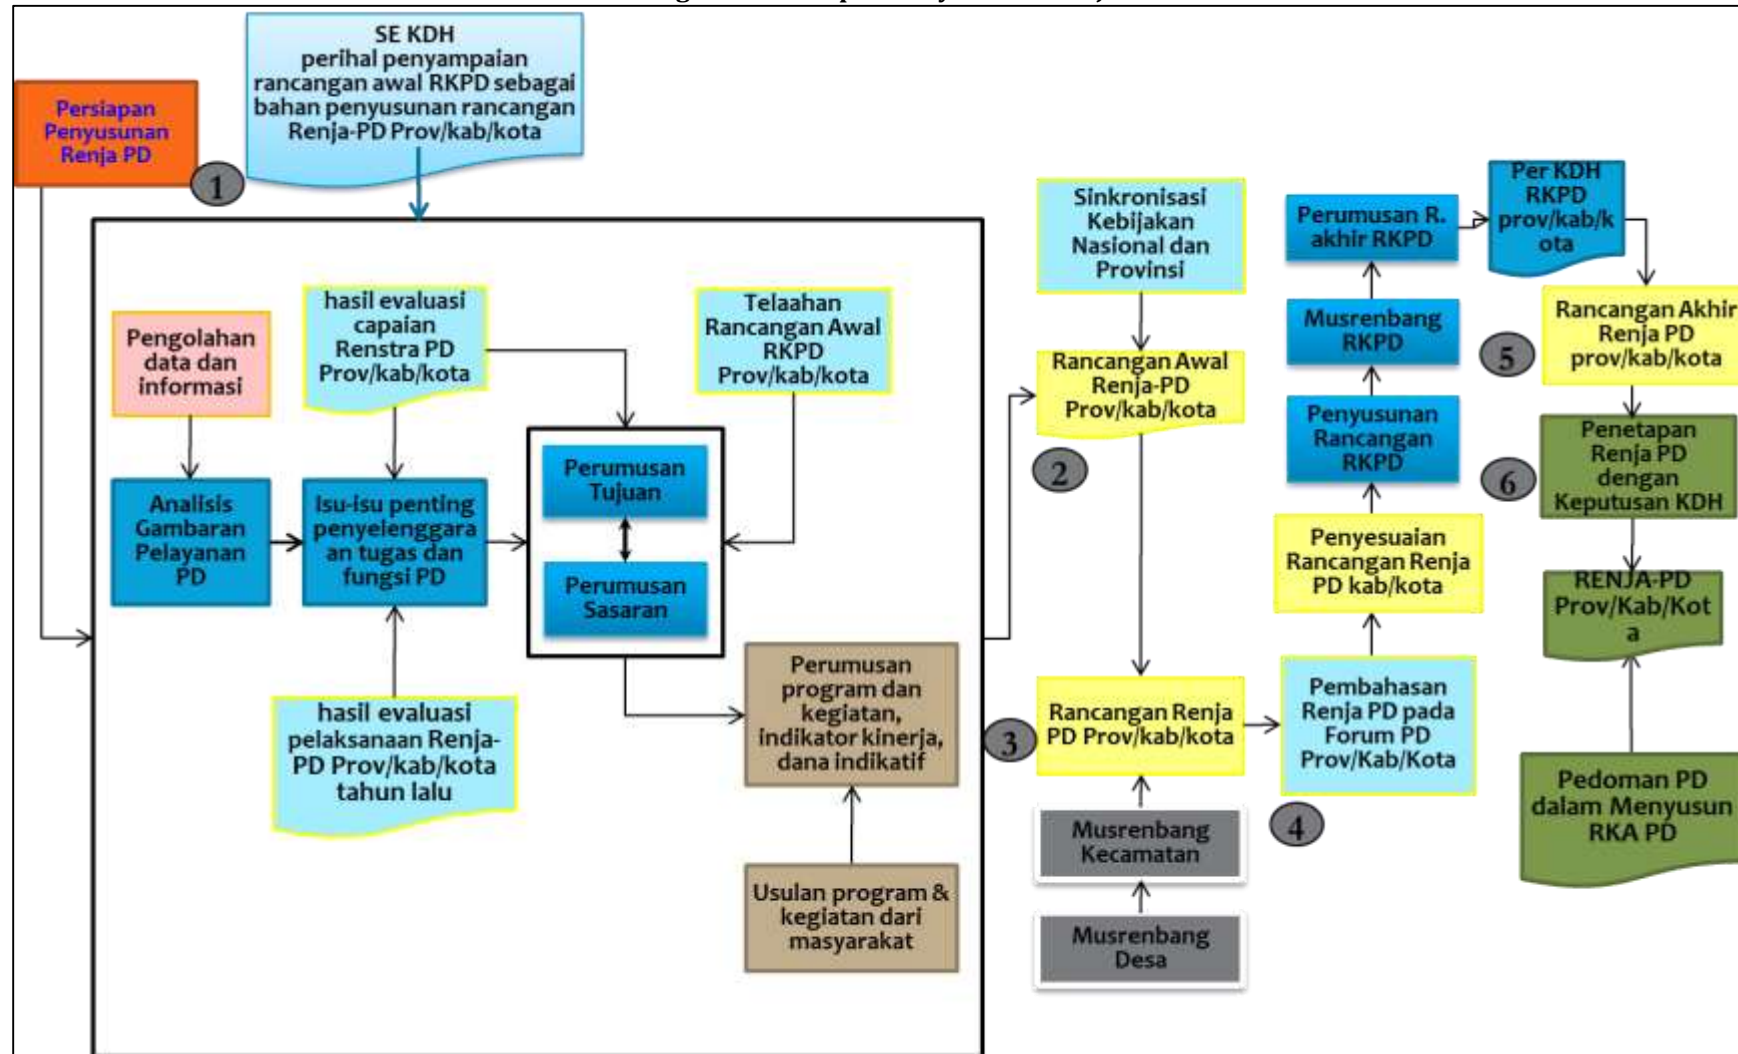 SE KDH
perihal penyampaian
rancangan awal RKPD sebagai
bahan penyusunan rancangan
Renja-PD Prov/kab/kota
Persiapan
Penyusunan
Renja PD
1
Pengolahan
data dan
informasi
hasil evaluasi
capaian
Renstra PD
Prov/kab/kota
Telaahan
Rancangan Awal
RKPD
Prov/kab/kota
Analisis
Gambaran
Pelayanan
PD
Isu-isu penting
penyelenggara
an tugas dan
fungsi PD
Perumusan
Tujuan
Perumusan
Sasaran
hasil evaluasi
pelaksanaan Renja-
PD Prov/kab/kota
tahun lalu
Perumusan
program dan
kegiatan,
indikator kinerja,
dana indikatif
Usulan program &
kegiatan dari
masyarakat
Sinkronisasi
Kebijakan
Nasional dan
Provinsi
Rancangan Awal
Renja-PD
Prov/kab/kota
2
3
Rancangan Renja
PD Prov/kab/kota
Musrenbang
Kecamatan
Musrenbang
Desa
4
Pembahasan
Renja PD pada
Forum PD
Prov/Kab/Kota
Penyesuaian
Rancangan Renja
PD kab/kota
Penyusunan
Rancangan
RKPD
Musrenbang
RKPD
Perumusan R.
akhir RKPD
Per KDH
RKPD
prov/kab/k
ota
5
Rancangan Akhir
Renja PD
prov/kab/kota
6
Penetapan
Renja PD
dengan
Keputusan KDH
RENJA-PD
Prov/Kab/Kot
a
Pedoman PD
dalam Menyusun
RKA PD